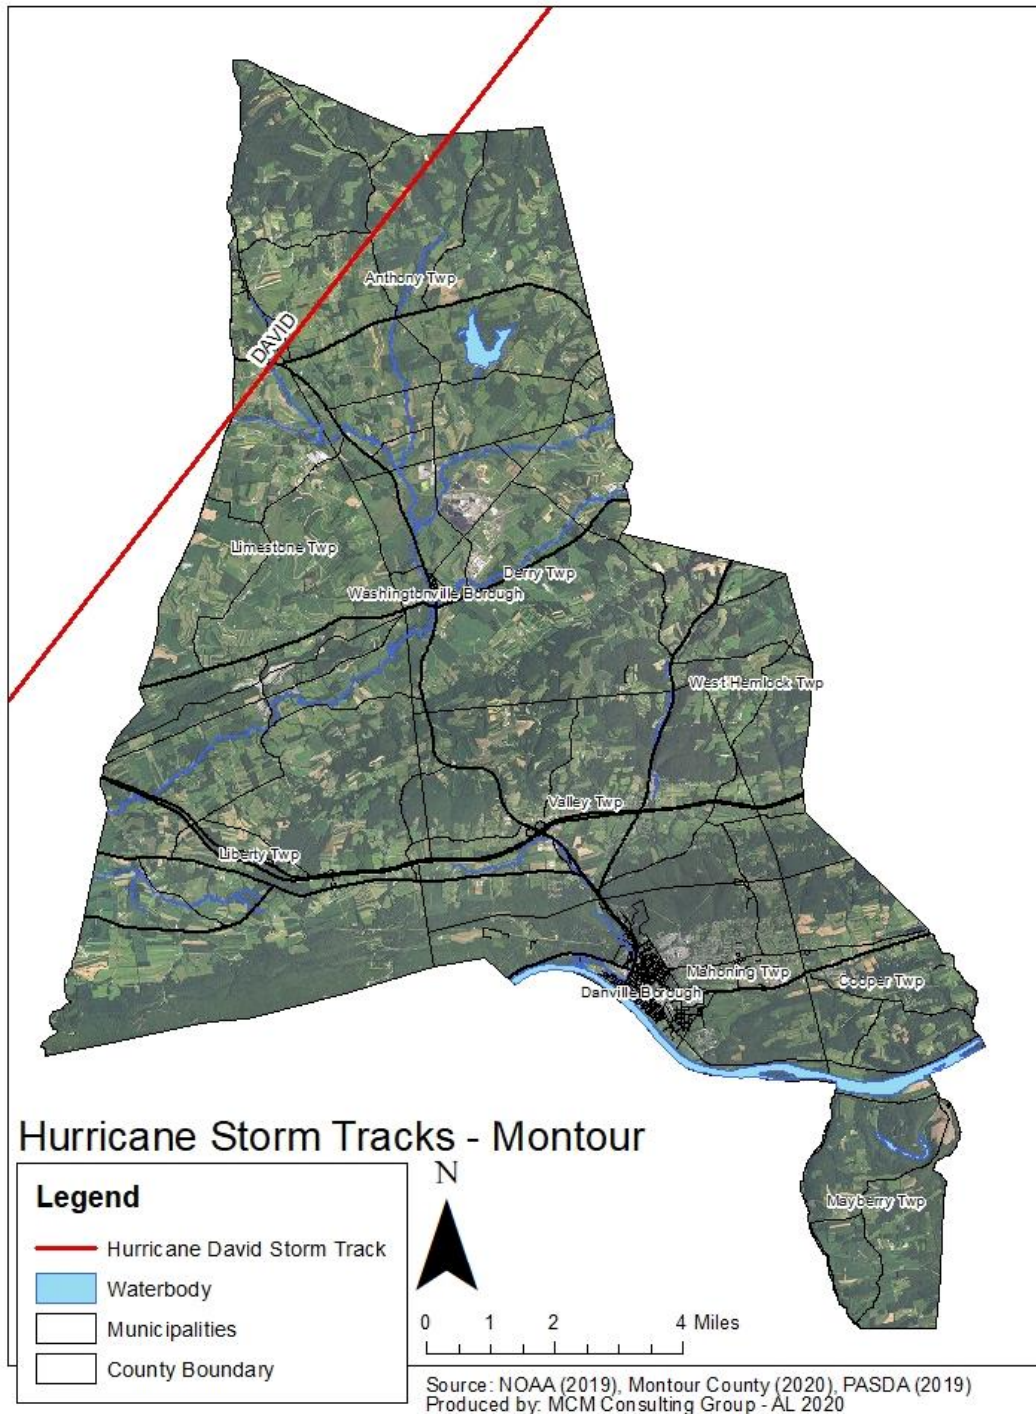 Anthony Twp
DAVID
Limestone Twp
Derry Twp
Washingtonville Borough
West Hemlock Twp
Valley Twp
Liberty Twp
Mahoning Twp
Cooper Twp
Danville Borough
Mayberry Twp
Hurricane Storm Tracks - Montour
Legend
Hurricane David Storm Track
Waterbody
Municipalities
County Boundary
N
0 1 2 4 Miles
Source: NOAA (2019), Montour County (2020), PASDA (2019)
Produced by: MCM Consulting Group - AL 2020